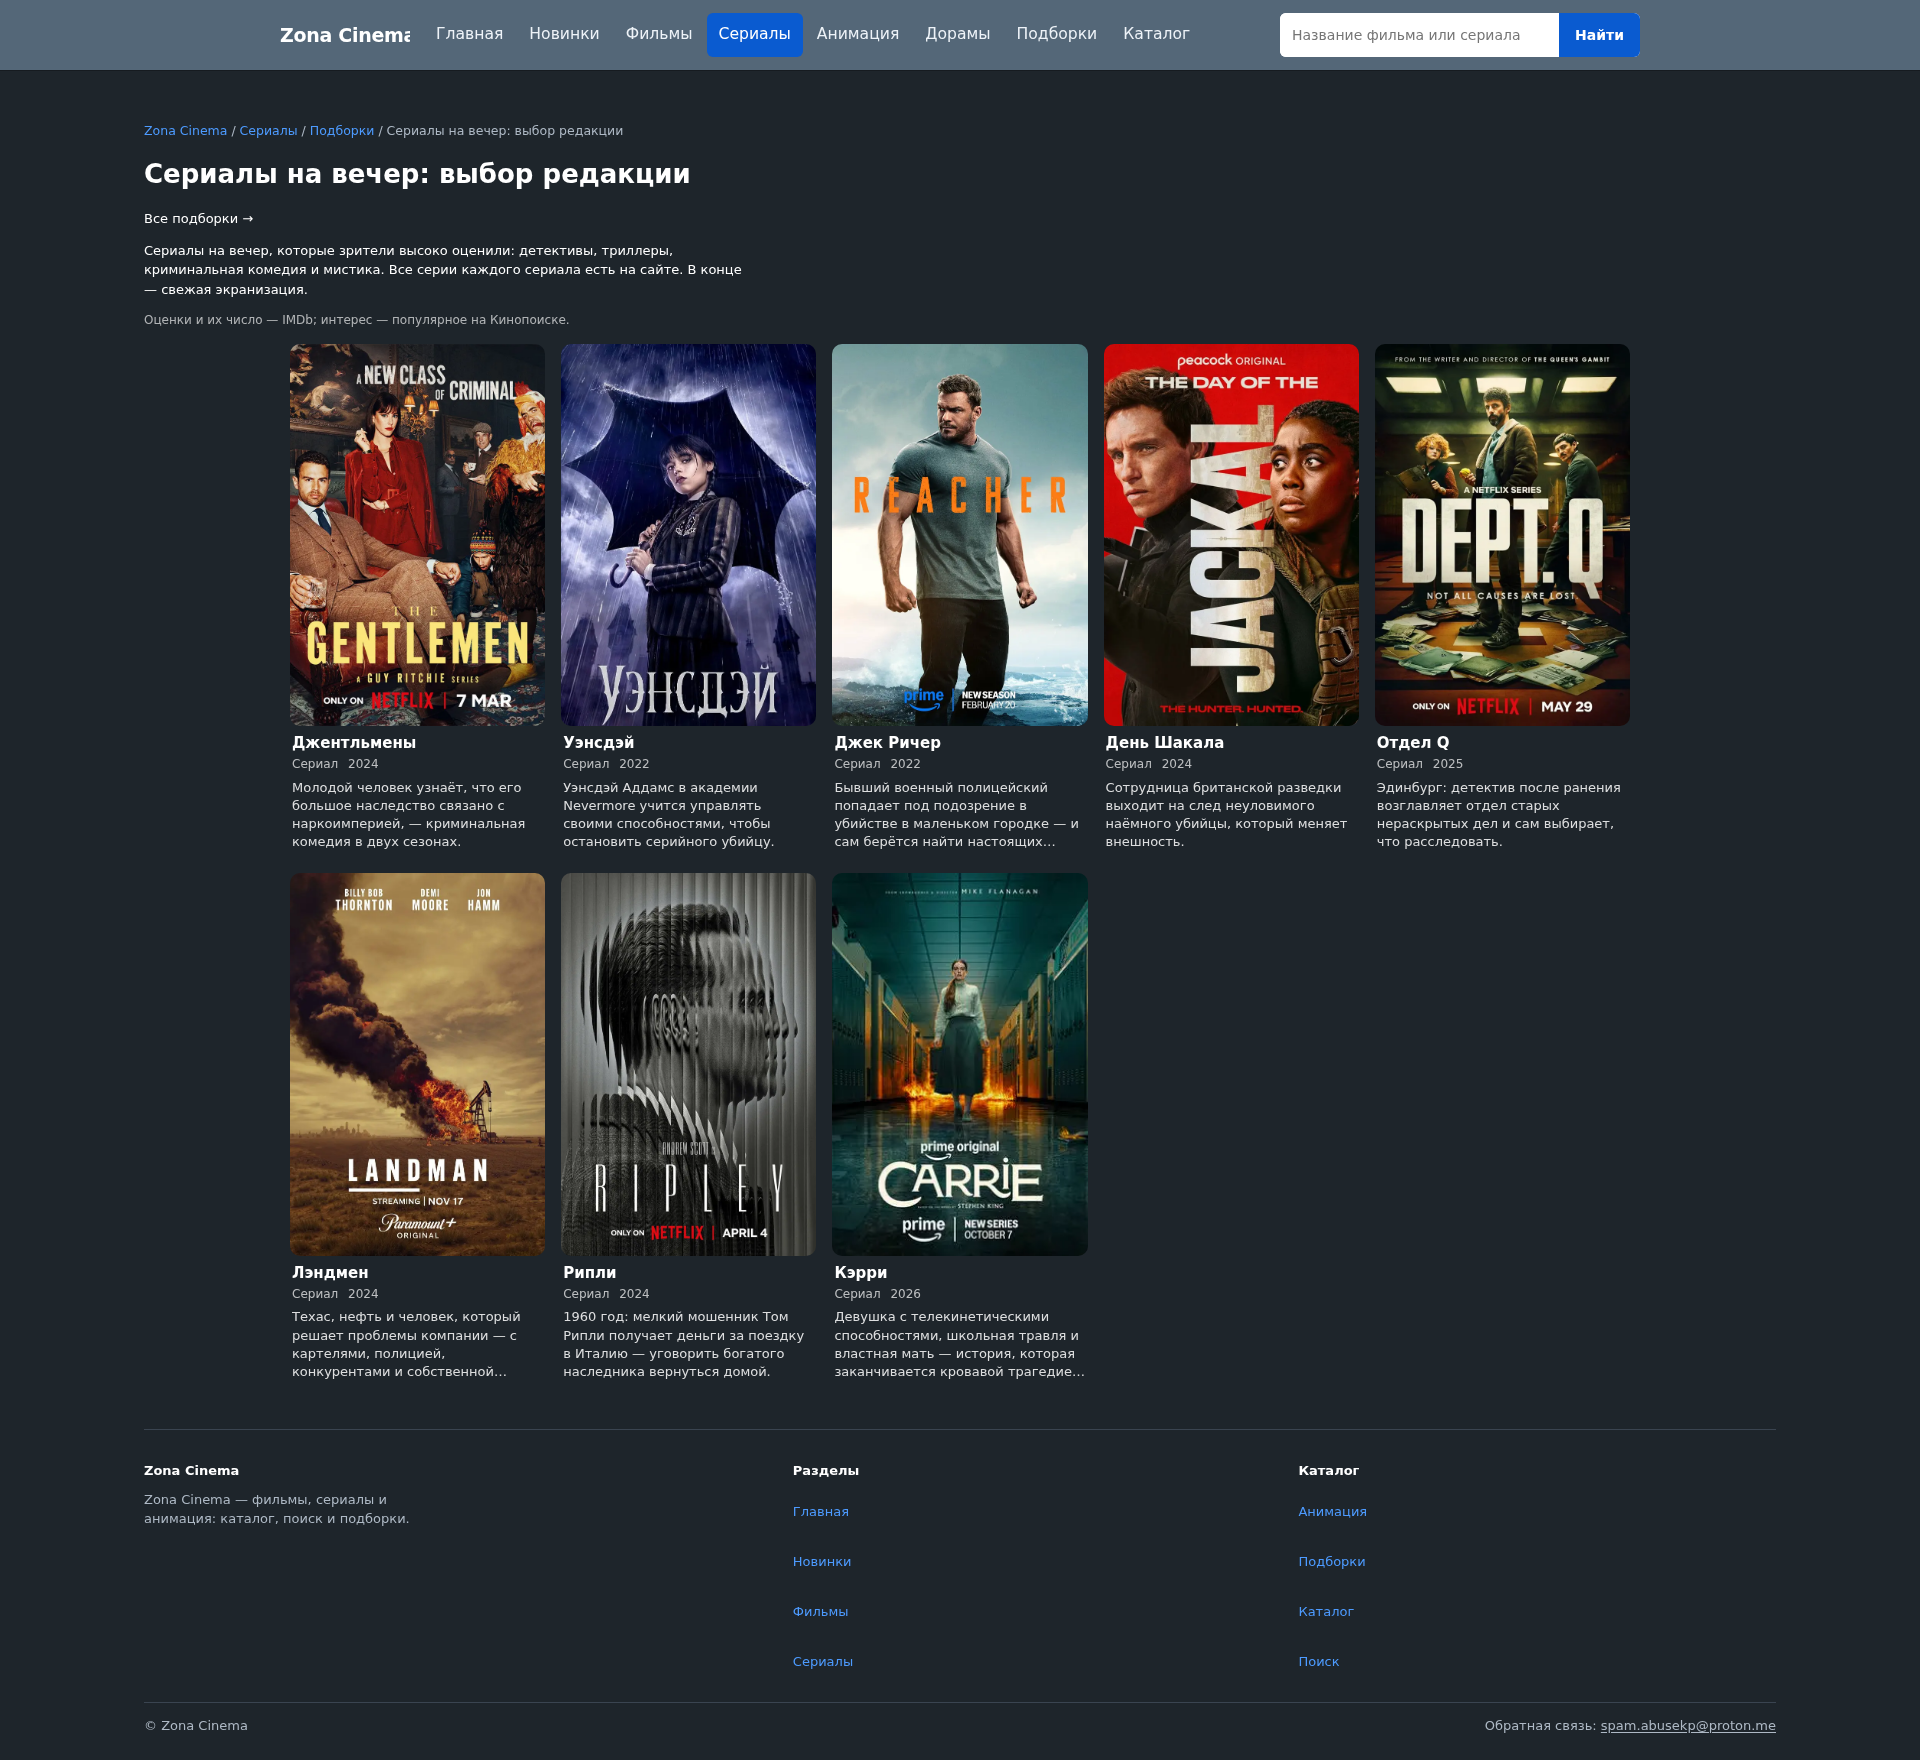 Zona Cinema
Главная
Новинки
Фильмы
Сериалы
Анимация
Дорамы
Подборки
Каталог
Название фильма или сериала
Найти
Zona Cinema / Сериалы / Подборки / Сериалы на вечер: выбор редакции
Сериалы на вечер: выбор редакции
Все подборки →
Сериалы на вечер, которые зрители высоко оценили: детективы, триллеры,
криминальная комедия и мистика. Все серии каждого сериала есть на сайте. В конце
— свежая экранизация.
Оценки и их число — IMDb; интерес — популярное на Кинопоиске.
A NEW CLASS
OF CRIMINAL
THE
GENTLEMEN
A GUY RITCHIE SERIES
ONLY ON NETFLIX | 7 MAR
Джентльмены
Сериал 2024
Молодой человек узнаёт, что его
большое наследство связано с
наркоимперией, — криминальная
комедия в двух сезонах.
УЭНСДЭЙ
Уэнсдэй
Сериал 2022
Уэнсдэй Аддамс в академии
Nevermore учится управлять
своими способностями, чтобы
остановить серийного убийцу.
REACHER
prime | NEW SEASON
FEBRUARY 20
Джек Ричер
Сериал 2022
Бывший военный полицейский
попадает под подозрение в
убийстве в маленьком городке — и
сам берётся найти настоящих…
peacock ORIGINAL
THE DAY OF THE
JACKAL
THE HUNTER. HUNTED.
День Шакала
Сериал 2024
Сотрудница британской разведки
выходит на след неуловимого
наёмного убийцы, который меняет
внешность.
FROM THE WRITER AND DIRECTOR OF THE QUEEN'S GAMBIT
A NETFLIX SERIES
DEPT. Q
NOT ALL CAUSES ARE LOST
ONLY ON NETFLIX | MAY 29
Отдел Q
Сериал 2025
Эдинбург: детектив после ранения
возглавляет отдел старых
нераскрытых дел и сам выбирает,
что расследовать.
BILLY BOB
THORNTON
DEMI
MOORE
JON
HAMM
LANDMAN
STREAMING | NOV 17
Paramount+
ORIGINAL
Лэндмен
Сериал 2024
Техас, нефть и человек, который
решает проблемы компании — с
картелями, полицией,
конкурентами и собственной…
ANDREW SCOTT
RIPLEY
ONLY ON NETFLIX | APRIL 4
Рипли
Сериал 2024
1960 год: мелкий мошенник Том
Рипли получает деньги за поездку
в Италию — уговорить богатого
наследника вернуться домой.
MIKE FLANAGAN
prime original
CARRIE
STEPHEN KING
prime | NEW SERIES
OCTOBER 7
Кэрри
Сериал 2026
Девушка с телекинетическими
способностями, школьная травля и
властная мать — история, которая
заканчивается кровавой трагедие…
Zona Cinema
Zona Cinema — фильмы, сериалы и
анимация: каталог, поиск и подборки.
Разделы
Главная
Новинки
Фильмы
Сериалы
Каталог
Анимация
Подборки
Каталог
Поиск
© Zona Cinema
Обратная связь: spam.abusekp@proton.me